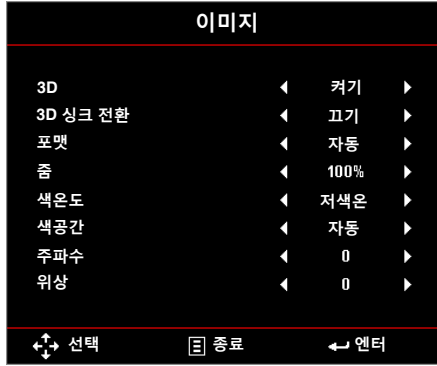 이미지
3D 켜기
3D 싱크 전환 끄기
포맷 자동
줌 100%
색온도 저색온
색공간 자동
주파수 0
위상 0
선택 종료 엔터